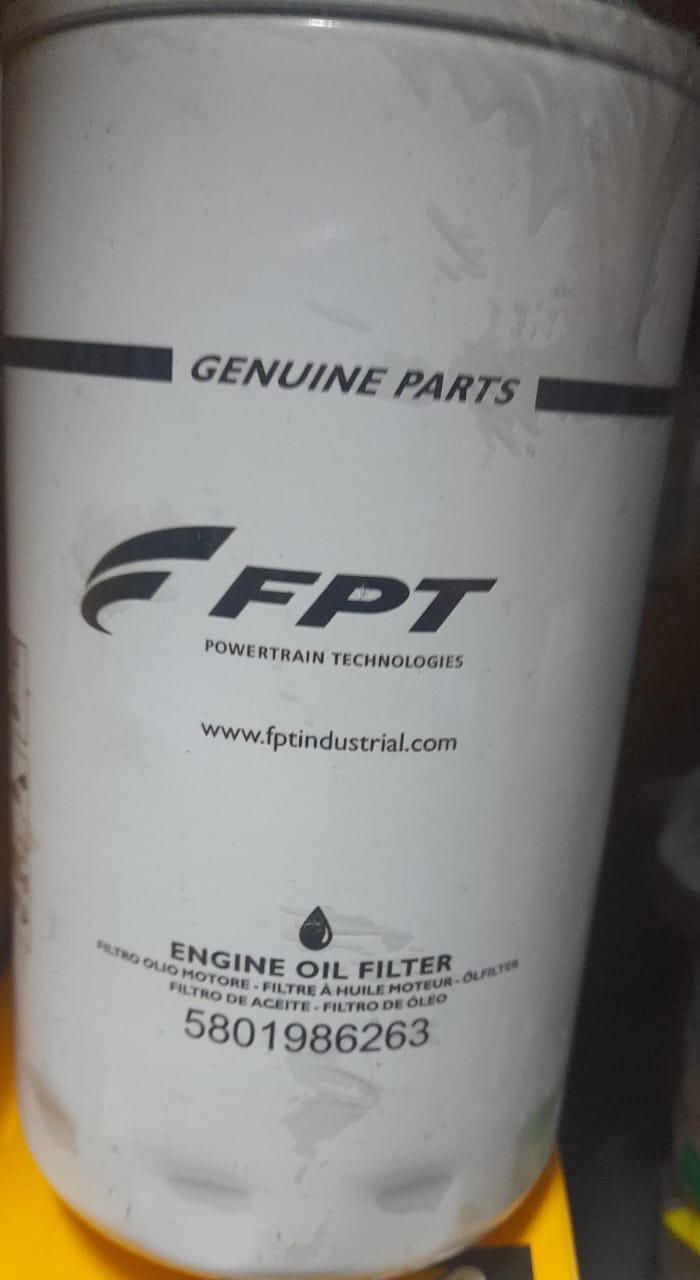 GENUINE PARTS
FPT
POWERTRAIN TECHNOLOGIES
www.fptindustrial.com
ENGINE OIL FILTER
FILTRO OLIO MOTORE - FILTRE À HUILE MOTEUR - ÖLFILTER
FILTRO DE ACEITE - FILTRO DE ÓLEO
5801986263